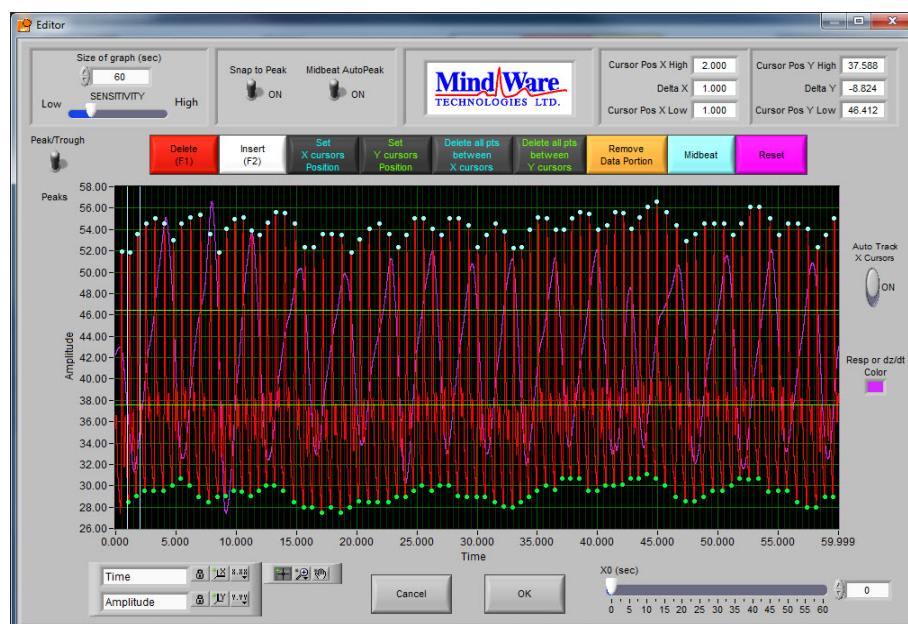 Editor
Size of graph (sec)
60
SENSITIVITY
Low
High
Snap to Peak
ON
Midbeat AutoPeak
ON
MindWare
TECHNOLOGIES LTD.
Cursor Pos X High 2.000
Delta X 1.000
Cursor Pos X Low 1.000
Cursor Pos Y High 37.588
Delta Y -8.824
Cursor Pos Y Low 46.412
Peak/Trough
Peaks
Delete
(F1)
Insert
(F2)
Set
X cursors
Position
Set
Y cursors
Position
Delete all pts
between
X cursors
Delete all pts
between
Y cursors
Remove
Data Portion
Midbeat
Reset
58.00
56.00
54.00
52.00
50.00
48.00
46.00
44.00
42.00
40.00
38.00
36.00
34.00
32.00
30.00
28.00
26.00
Amplitude
0.000 5.000 10.000 15.000 20.000 25.000 30.000 35.000 40.000 45.000 50.000 55.000 59.999
Time
Auto Track
X Cursors
ON
Resp or dz/dt
Color
Time
Amplitude
X.XX
Y.YY
Cancel
OK
X0 (sec)
0 5 10 15 20 25 30 35 40 45 50 55 60
0